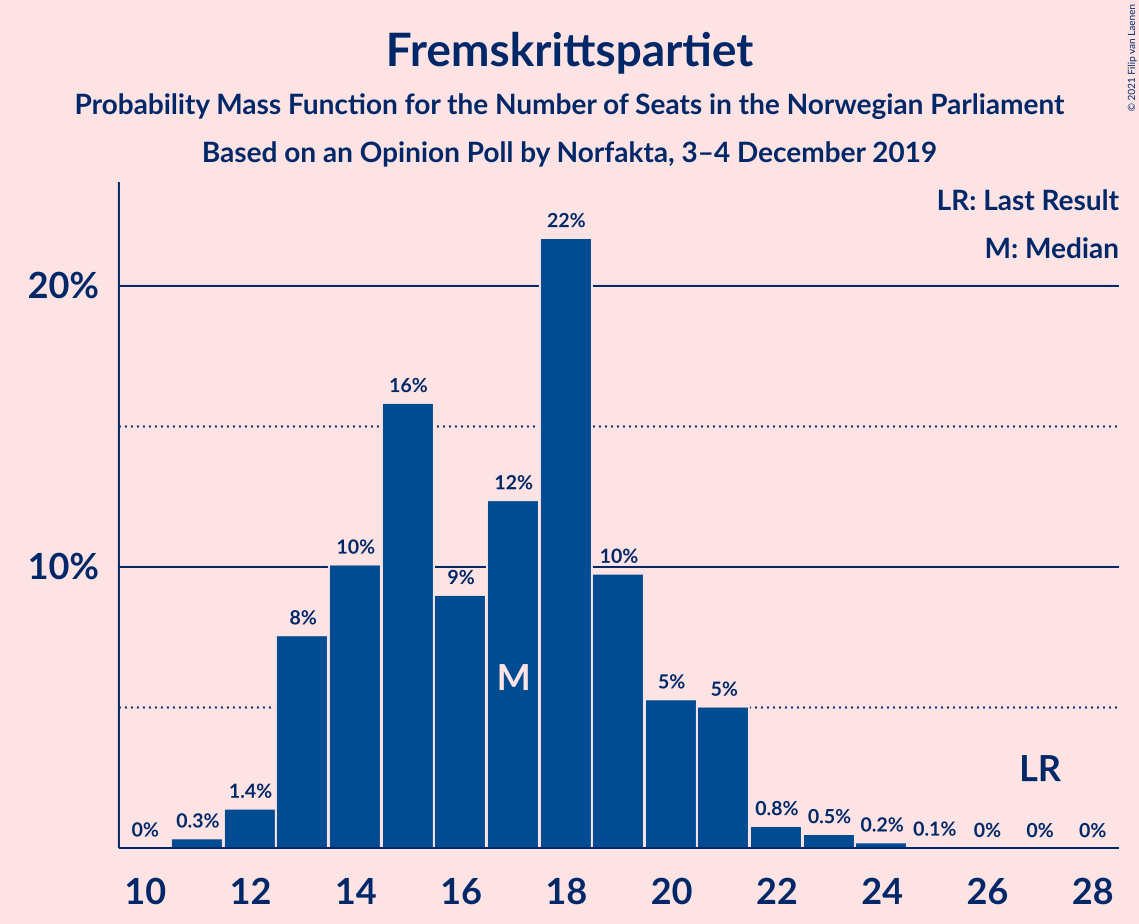 Fremskrittspartiet
Probability Mass Function for the Number of Seats in the Norwegian Parliament
Based on an Opinion Poll by Norfakta, 3–4 December 2019
© 2021 Filip van Laenen
LR: Last Result
M: Median
20%
10%
0%
0.3%
1.4%
8%
10%
16%
9%
12%
22%
10%
5%
5%
0.8%
0.5%
0.2%
0.1%
0%
0%
0%
M
LR
10 12 14 16 18 20 22 24 26 28